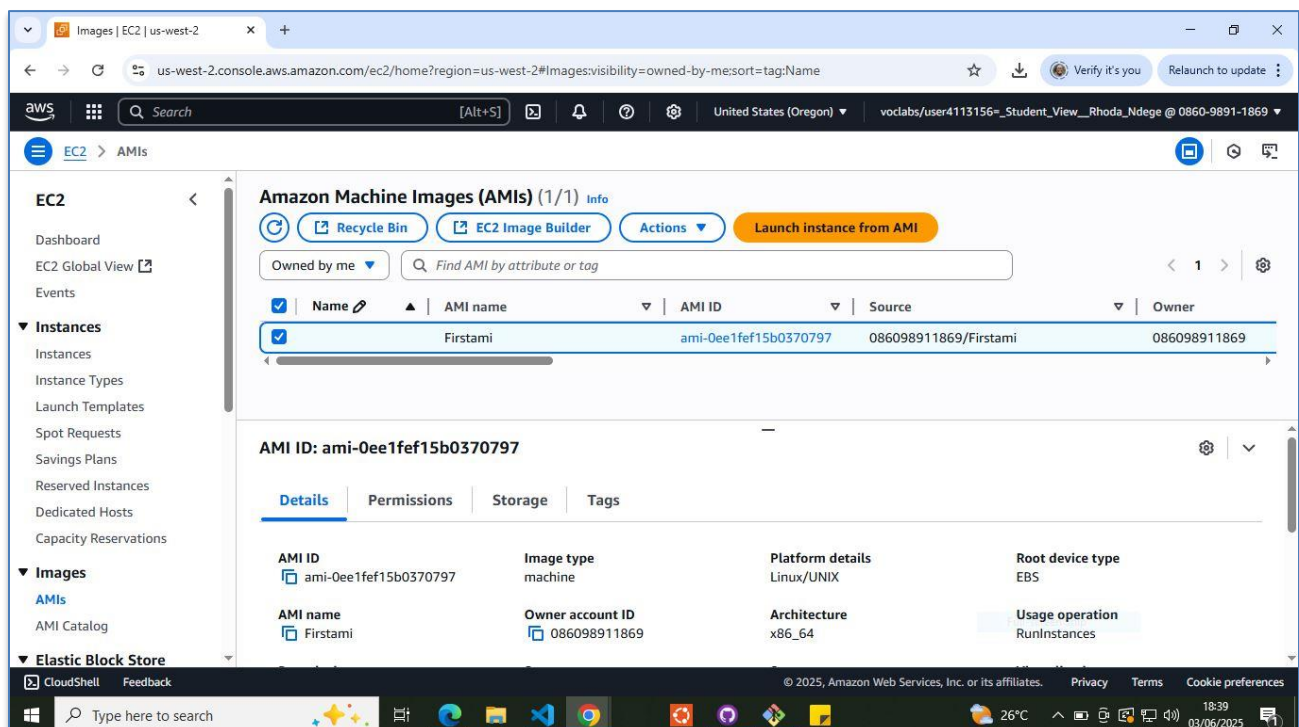 Images | EC2 | us-west-2
us-west-2.console.aws.amazon.com/ec2/home?region=us-west-2#Images:visibility=owned-by-me;sort=tag:Name
Verify it's you
Relaunch to update
aws
Search
[Alt+S]
United States (Oregon)
voclabs/user4113156=_Student_View__Rhoda_Ndege @ 0860-9891-1869
EC2 > AMIs
EC2
Dashboard
EC2 Global View
Events
Instances
Instances
Instance Types
Launch Templates
Spot Requests
Savings Plans
Reserved Instances
Dedicated Hosts
Capacity Reservations
Images
AMIs
AMI Catalog
Elastic Block Store
Amazon Machine Images (AMIs) (1/1) Info
Recycle Bin
EC2 Image Builder
Actions
Launch instance from AMI
Owned by me
Find AMI by attribute or tag
1
Name
AMI name
AMI ID
Source
Owner
Firstami
ami-0ee1fef15b0370797
086098911869/Firstami
086098911869
AMI ID: ami-0ee1fef15b0370797
Details
Permissions
Storage
Tags
AMI ID
ami-0ee1fef15b0370797
Image type
machine
Platform details
Linux/UNIX
Root device type
EBS
AMI name
Firstami
Owner account ID
086098911869
Architecture
x86_64
Usage operation
RunInstances
CloudShell
Feedback
© 2025, Amazon Web Services, Inc. or its affiliates.
Privacy
Terms
Cookie preferences
Type here to search
26°C
18:39
03/06/2025
1